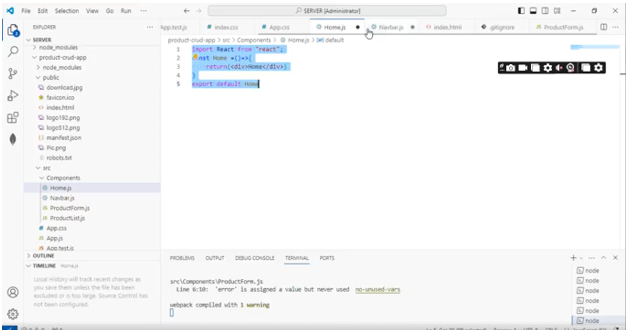 File Edit Selection View Go Run ···
SERVER [Administrator]
EXPLORER
App.test.js # index.css # App.css Home.js ● Navbar.js ● <> index.html .gitignore JS ProductForm.js
SERVER
product-crud-app > src > Components > Home.js > default
> node_modules
product-crud-app
> node_modules
public
download.jpg
favicon.ico
<> index.html
logo192.png
logo512.png
{} manifest.json
Pic.png
robots.txt
src
Components
Home.js
Navbar.js
JS ProductForm.js
JS ProductList.js
# App.css
JS App.js
App.test.js
> OUTLINE
TIMELINE Home.js
Local History will track recent changes as
you save them unless the file has been
excluded or is too large. Source Control has
not been configured.
1 import React from "react";
2 const Home =()=>{
3 return(<div>Home</div>)
4 }
5 export default Home
PROBLEMS OUTPUT DEBUG CONSOLE TERMINAL PORTS
src\Components\ProductForm.js
Line 6:10: 'error' is assigned a value but never used no-unused-vars
webpack compiled with 1 warning
node
node
node
node
node
node